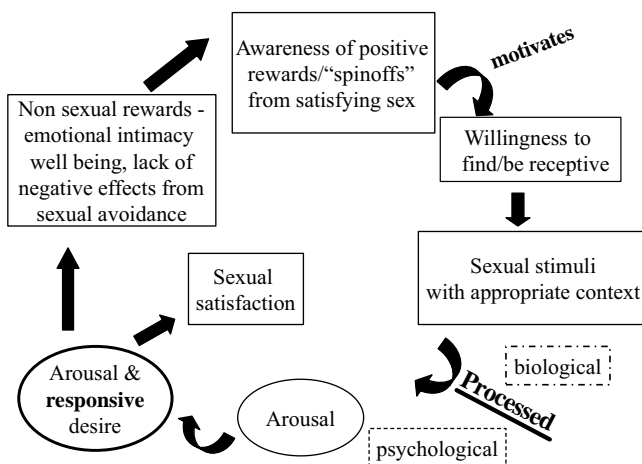 Awareness of positive
rewards/“spinoffs”
from satisfying sex
motivates
Willingness to
find/be receptive
Sexual stimuli
with appropriate context
Processed
biological
psychological
Arousal
Arousal &
responsive
desire
Sexual
satisfaction
Non sexual rewards -
emotional intimacy
well being, lack of
negative effects from
sexual avoidance